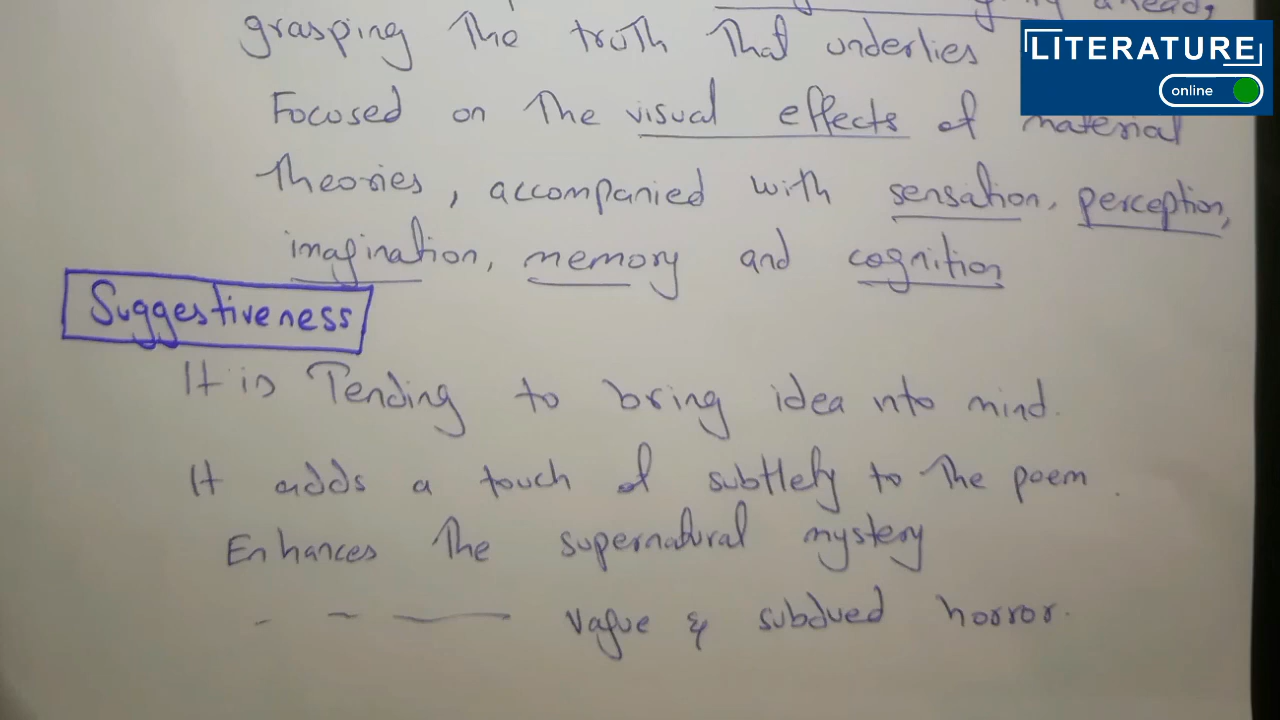 ahead,
grasping the truth that underlies
Focused on the visual effects of material
theories, accompanied with sensation, perception,
imagination, memory and cognition
Suggestiveness
It is Tending to bring idea into mind.
It adds a touch of subtlety to the poem.
Enhances the supernatural mystery
- - — vague & subdued horror.
LITERATURE
online